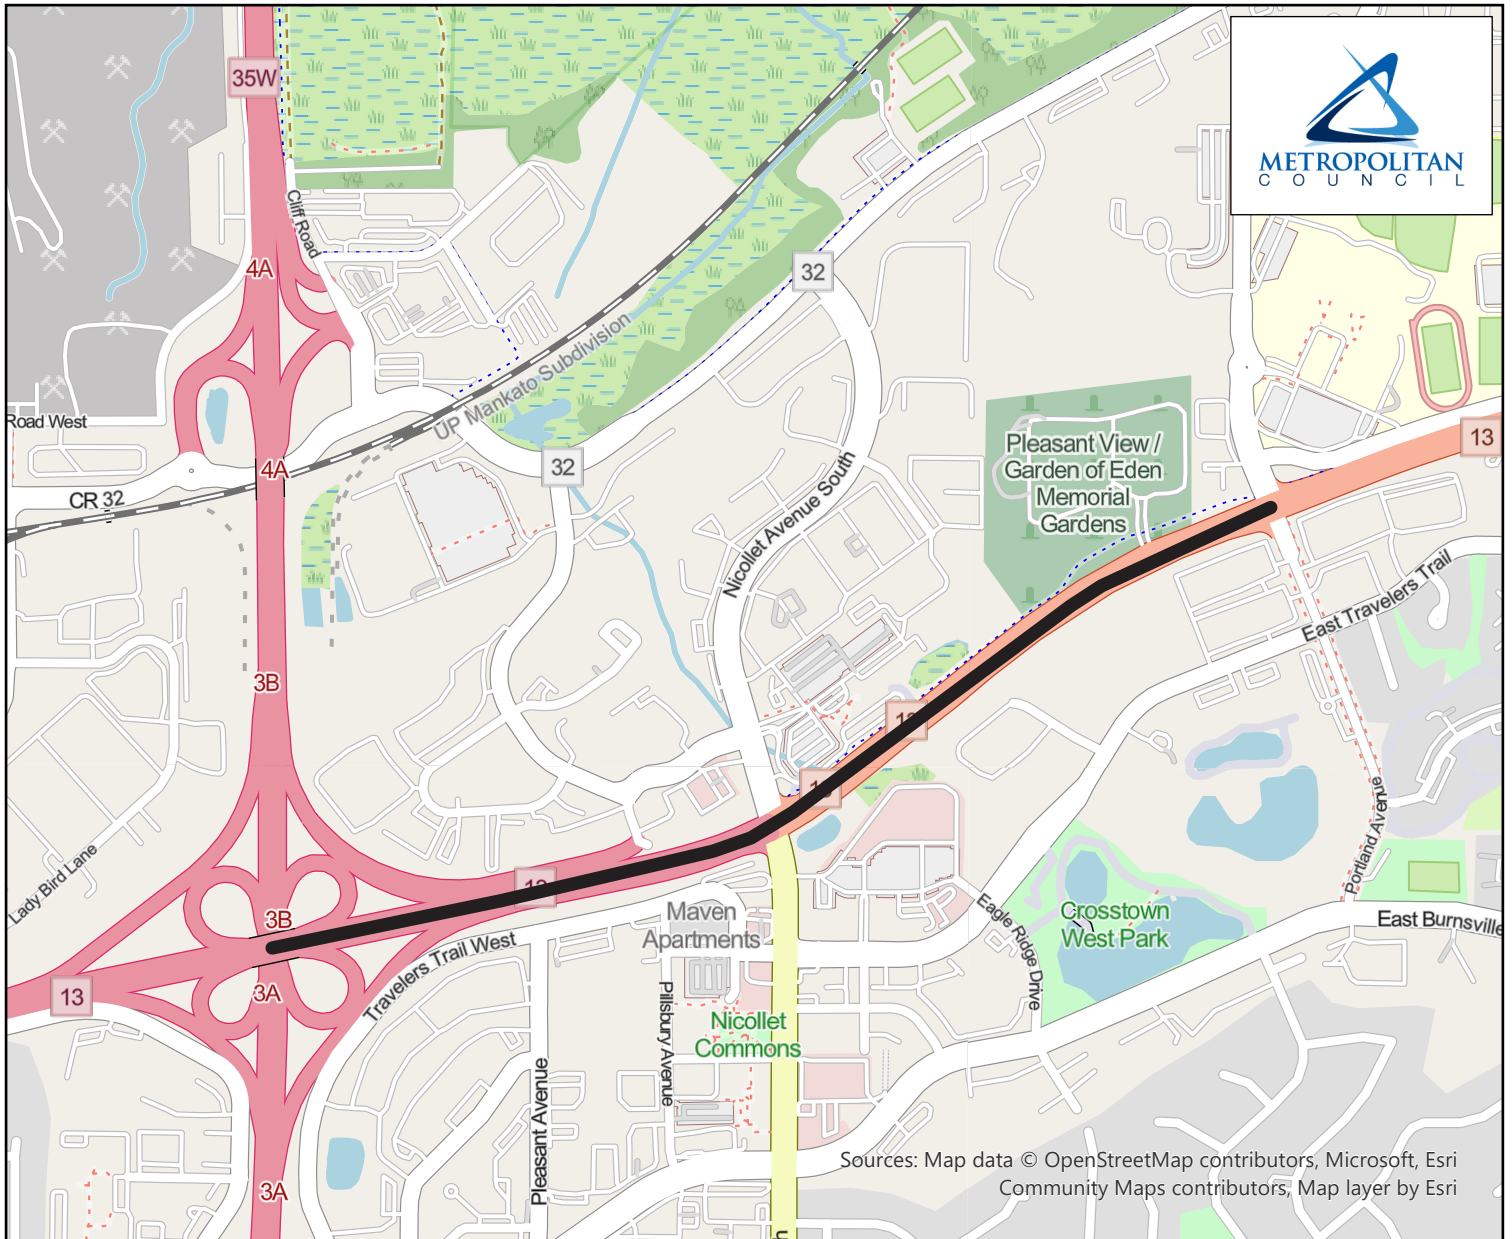 35W
METROPOLITAN
COUNCIL
Cliff Road
4A
32
UP Mankato Subdivision
Road West
13
Pleasant View /
Garden of Eden
Memorial
Gardens
4A
32
CR 32
Nicollet Avenue South
East Travelers Trail
3B
Portland Avenue
Lady Bird Lane
3B
Maven
Apartments
Eagle Ridge Drive
Crosstown
West Park
East Burnsville
Travelers Trail West
13
3A
Pillsbury Avenue
Nicollet
Commons
Pleasant Avenue
Sources: Map data © OpenStreetMap contributors, Microsoft, Esri
Community Maps contributors, Map layer by Esri
3A